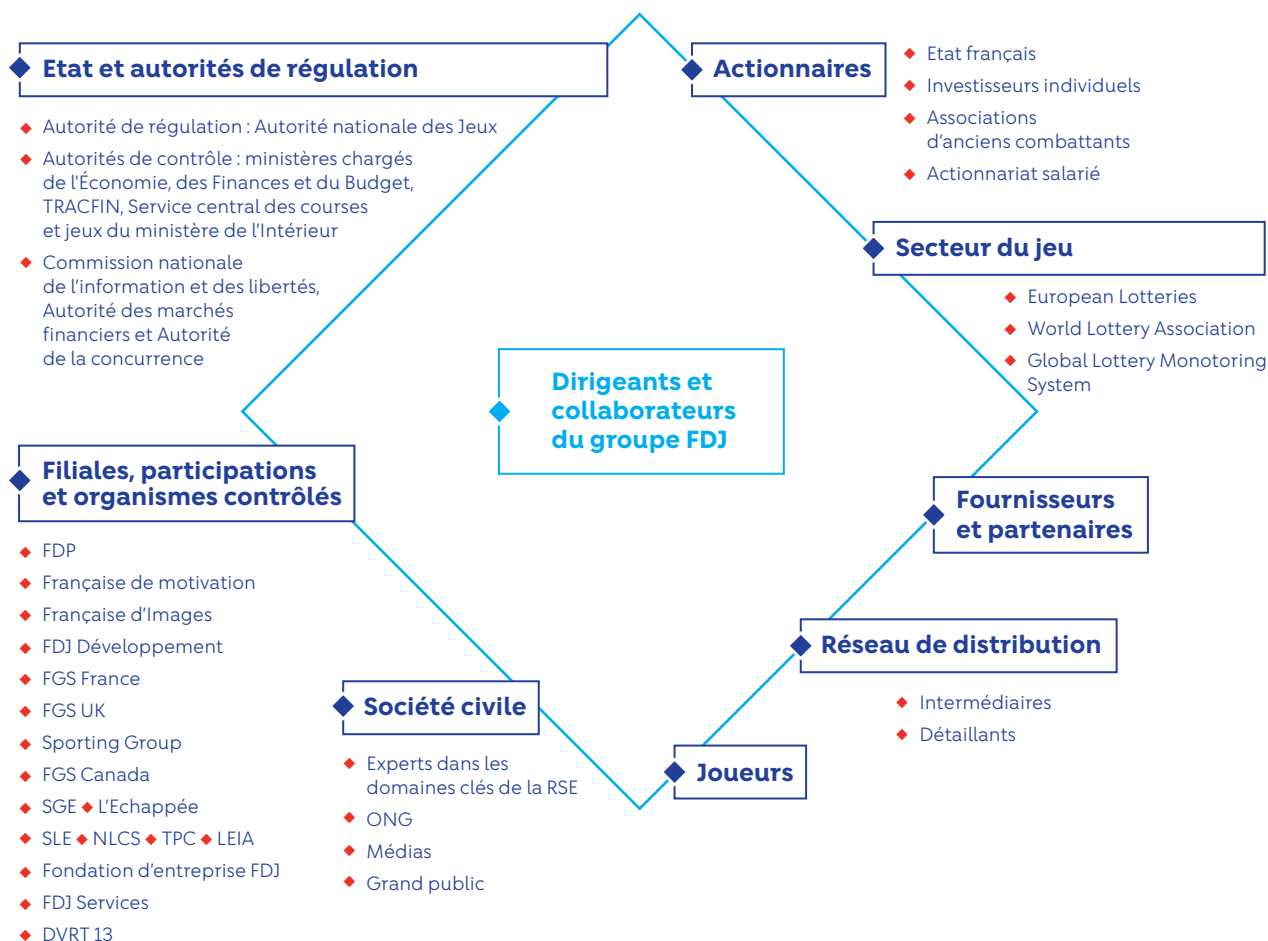 Etat et autorités de régulation
◆ Autorité de régulation : Autorité nationale des Jeux
◆ Autorités de contrôle : ministères chargés
de l'Économie, des Finances et du Budget,
TRACFIN, Service central des courses
et jeux du ministère de l'Intérieur
◆ Commission nationale
de l'information et des libertés,
Autorité des marchés
financiers et Autorité
de la concurrence
Actionnaires
◆ Etat français
◆ Investisseurs individuels
◆ Associations
d'anciens combattants
◆ Actionnariat salarié
Secteur du jeu
◆ European Lotteries
◆ World Lottery Association
◆ Global Lottery Monotoring
System
Dirigeants et
collaborateurs
du groupe FDJ
Filiales, participations
et organismes contrôlés
◆ FDP
◆ Française de motivation
◆ Française d'Images
◆ FDJ Développement
◆ FGS France
◆ FGS UK
◆ Sporting Group
◆ FGS Canada
◆ SGE ◆ L'Echappée
◆ SLE ◆ NLCS ◆ TPC ◆ LEIA
◆ Fondation d'entreprise FDJ
◆ FDJ Services
◆ DVRT 13
Fournisseurs
et partenaires
Réseau de distribution
◆ Intermédiaires
◆ Détaillants
Société civile
◆ Experts dans les
domaines clés de la RSE
◆ ONG
◆ Médias
◆ Grand public
Joueurs